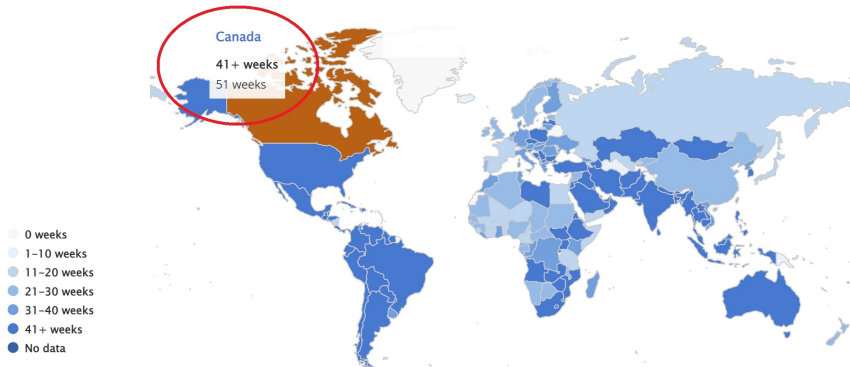 Canada
41+ weeks
51 weeks
0 weeks
1–10 weeks
11–20 weeks
21–30 weeks
31–40 weeks
41+ weeks
No data